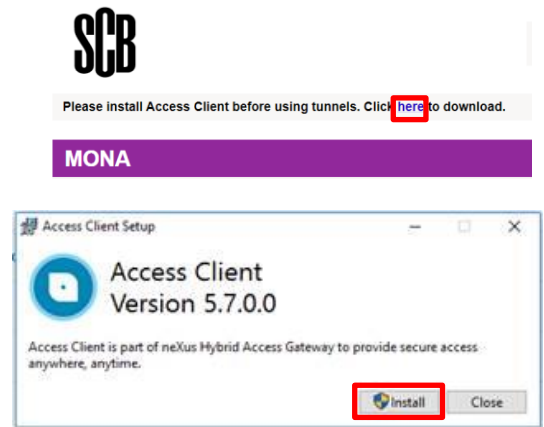 SCB
Please install Access Client before using tunnels. Click here to download.
MONA
Access Client Setup
Access Client
Version 5.7.0.0
Access Client is part of neXus Hybrid Access Gateway to provide secure access
anywhere, anytime.
Install Close